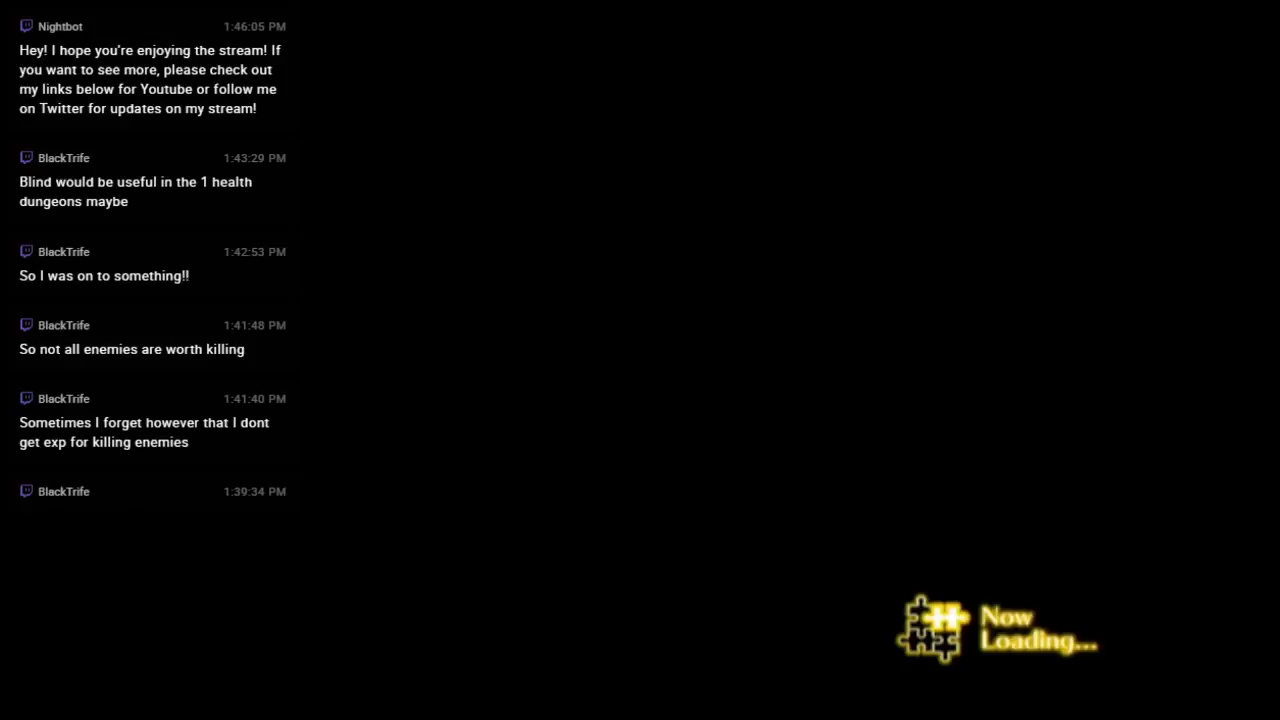 Nightbot 1:46:05 PM
Hey! I hope you're enjoying the stream! If
you want to see more, please check out
my links below for Youtube or follow me
on Twitter for updates on my stream!
BlackTrife 1:43:29 PM
Blind would be useful in the 1 health
dungeons maybe
BlackTrife 1:42:53 PM
So I was on to something!!
BlackTrife 1:41:48 PM
So not all enemies are worth killing
BlackTrife 1:41:40 PM
Sometimes I forget however that I dont
get exp for killing enemies
BlackTrife 1:39:34 PM
Now
Loading...